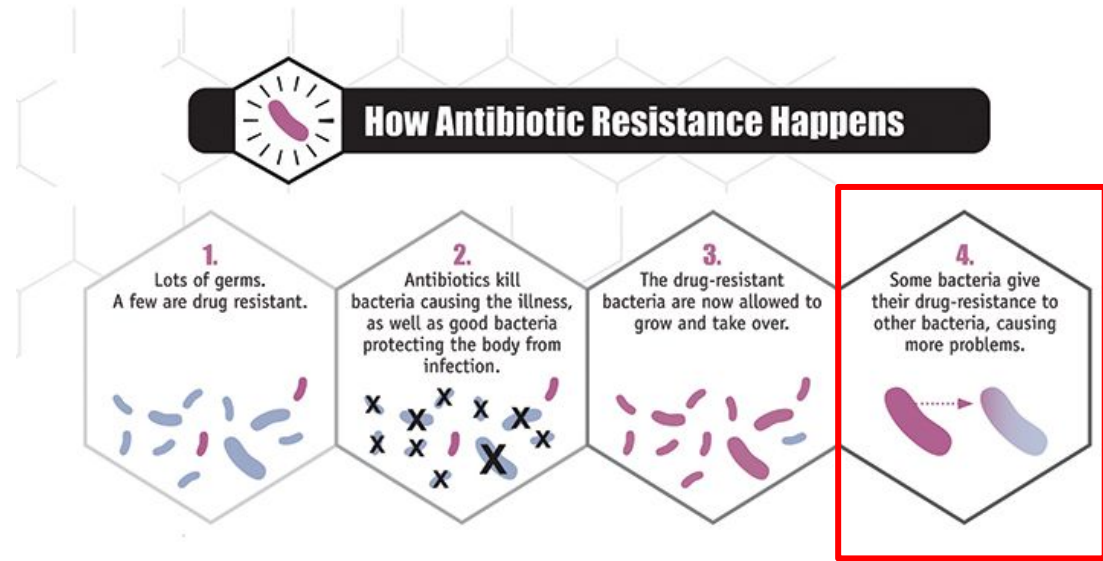 How Antibiotic Resistance Happens
1.
Lots of germs.
A few are drug resistant.
2.
Antibiotics kill
bacteria causing the illness,
as well as good bacteria
protecting the body from
infection.
X X X X X X X X X X
3.
The drug-resistant
bacteria are now allowed to
grow and take over.
4.
Some bacteria give
their drug-resistance to
other bacteria, causing
more problems.